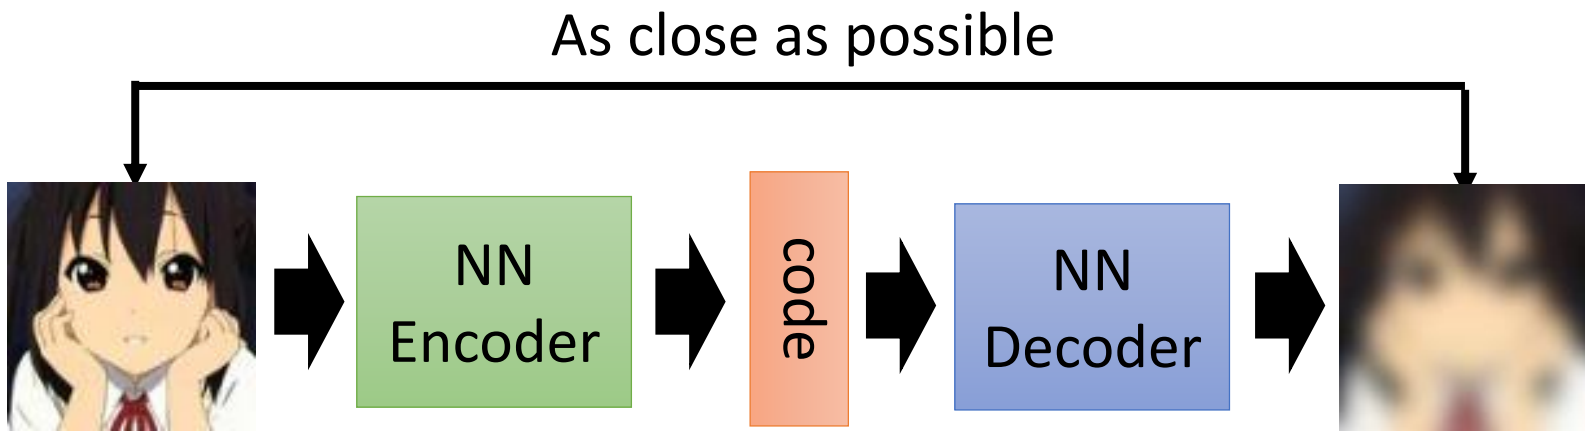 As close as possible
NN
Encoder
code
NN
Decoder